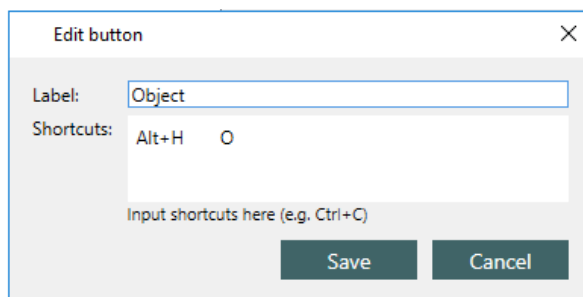 Edit button
Label: Object
Shortcuts: Alt+H O
Input shortcuts here (e.g. Ctrl+C)
Save Cancel